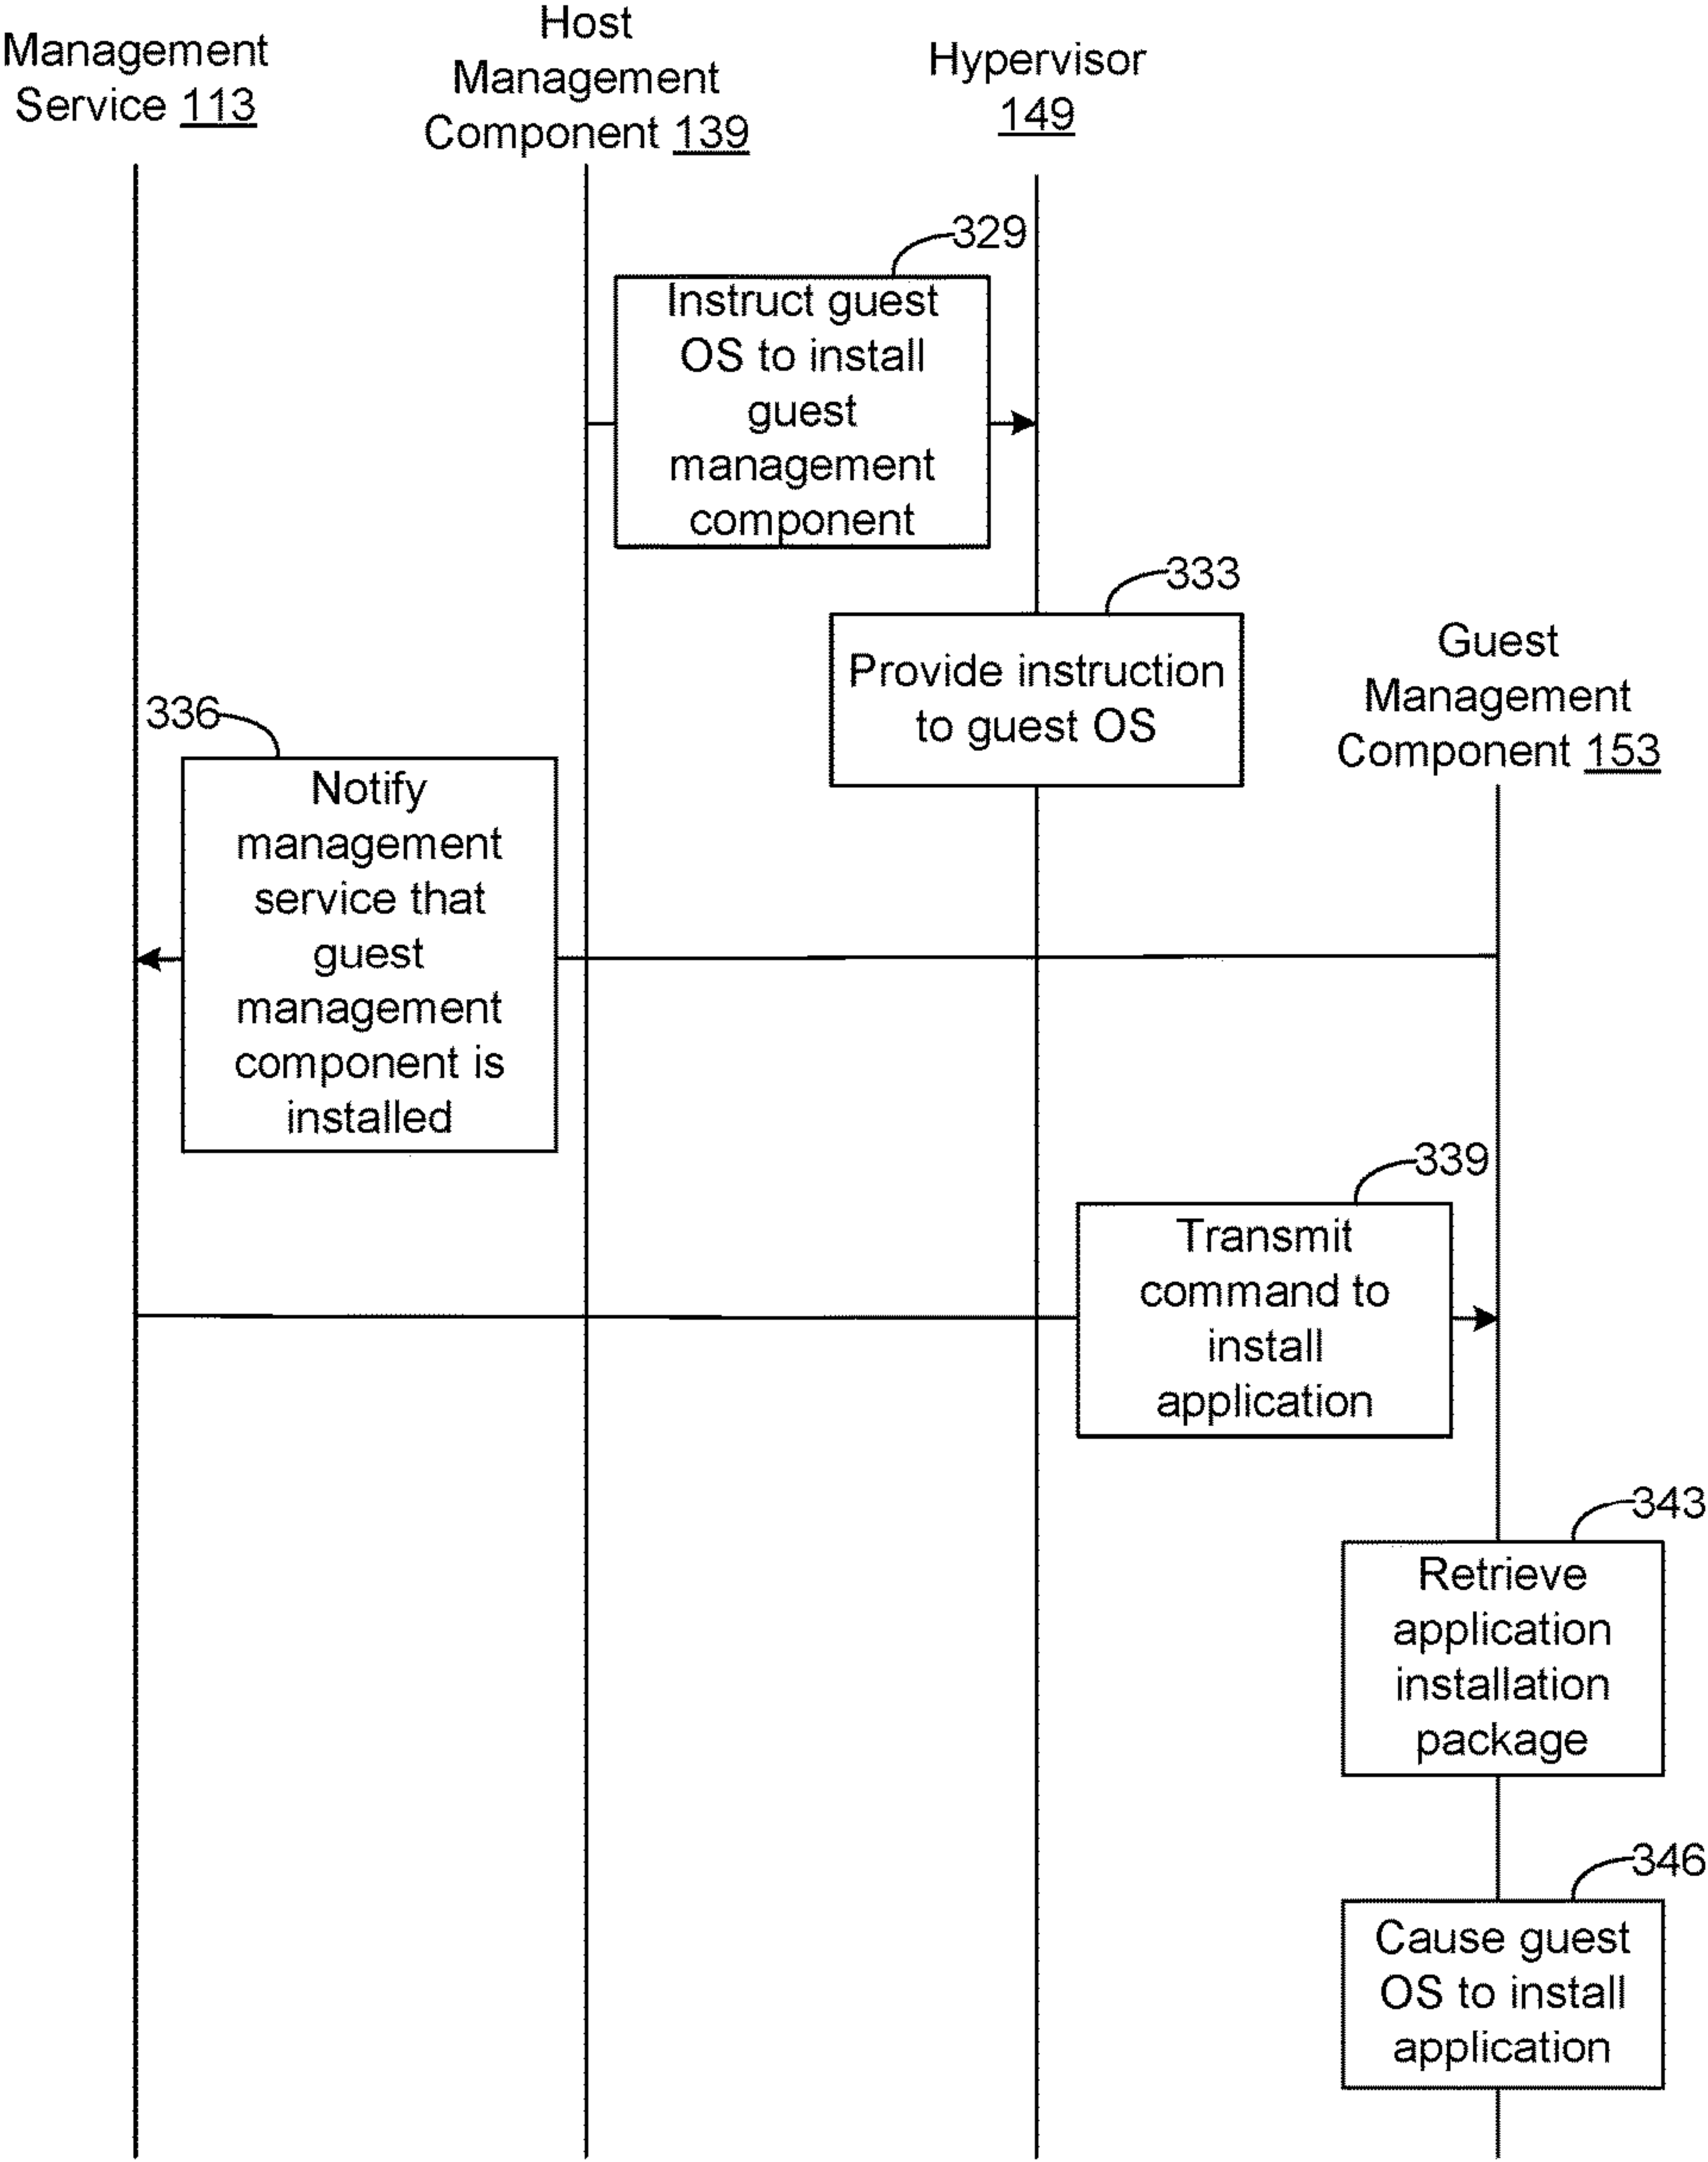 Management
Service 113
Host
Management
Component 139
Hypervisor
149
329
Instruct guest
OS to install
guest
management
component
333
Provide instruction
to guest OS
Guest
Management
Component 153
336
Notify
management
service that
guest
management
component is
installed
339
Transmit
command to
install
application
343
Retrieve
application
installation
package
346
Cause guest
OS to install
application